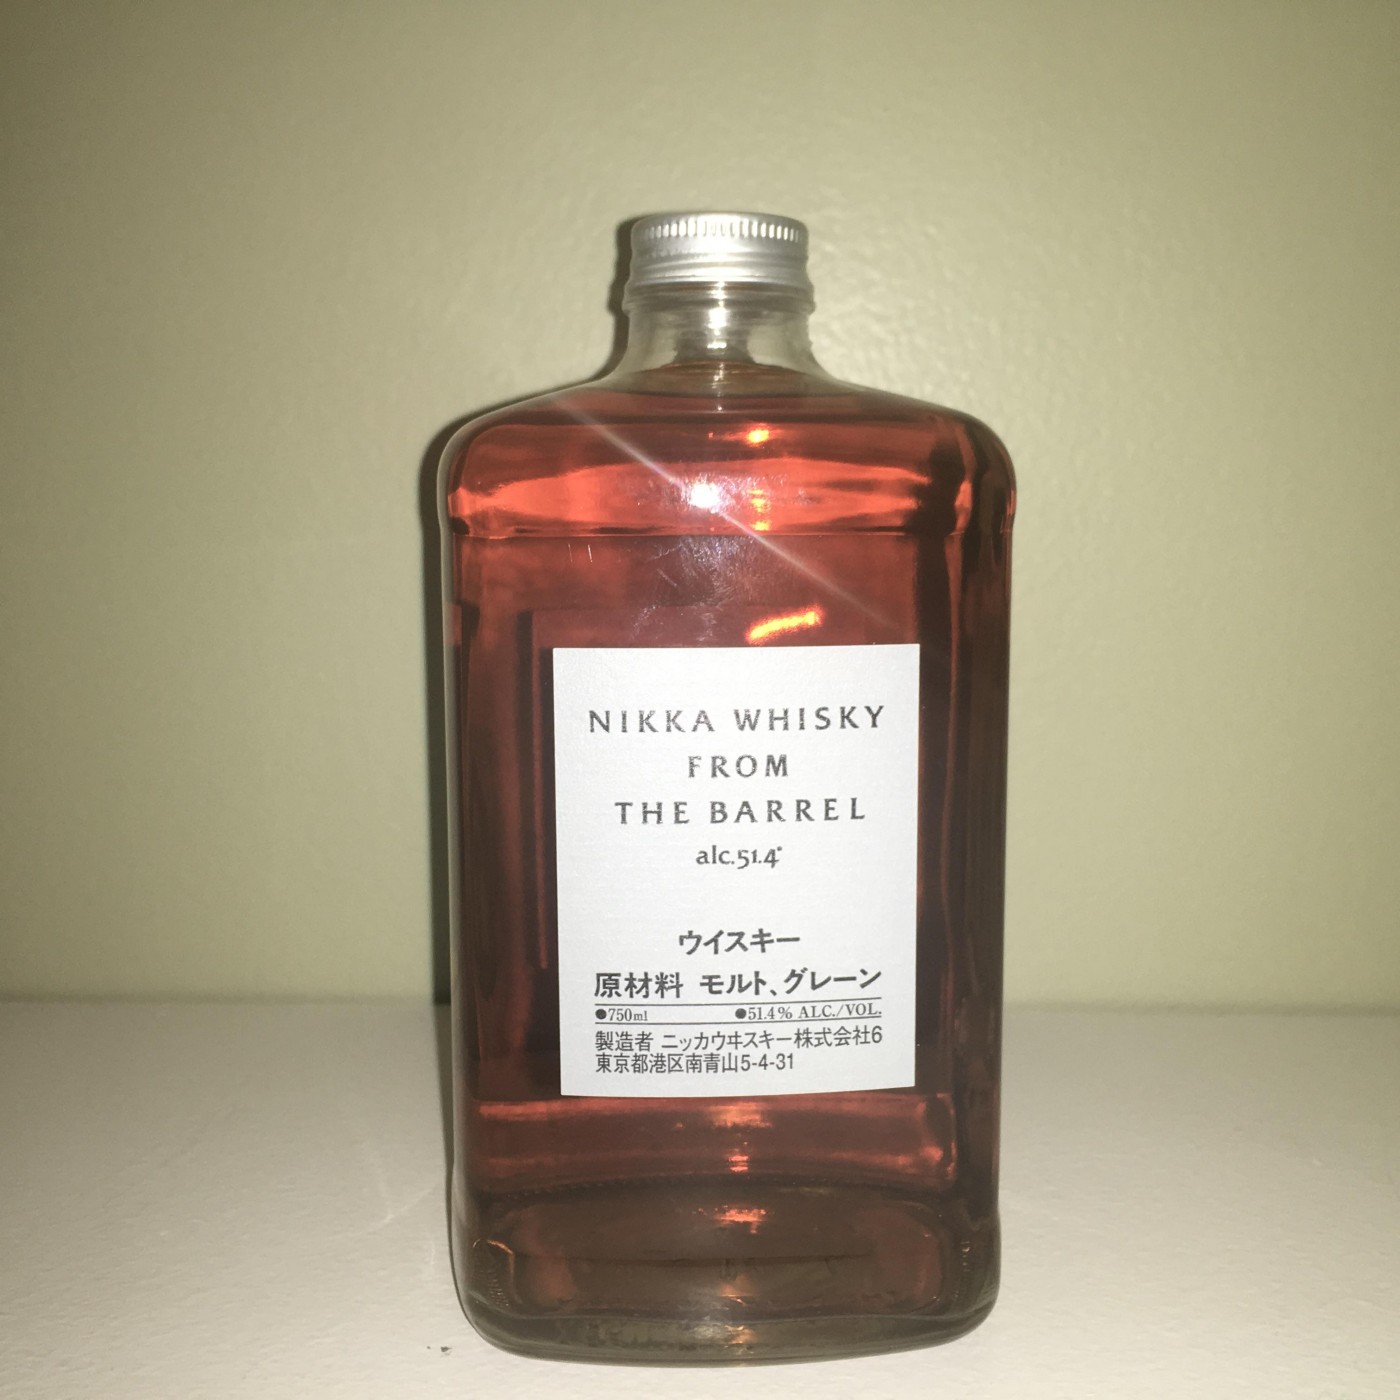 NIKKA WHISKY
FROM
THE BARREL
alc.51.4°
ウイスキー
原材料 モルト、グレーン
●750ml ●51.4% ALC./VOL.
製造者 ニッカウヰスキー株式会社6
東京都港区南青山5-4-31